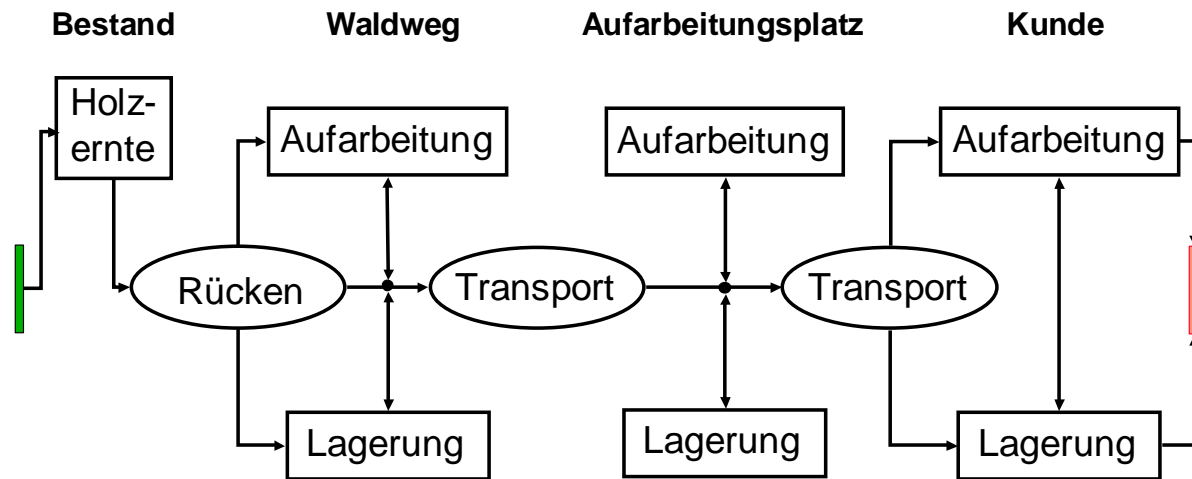 Bestand
Waldweg
Aufarbeitungsplatz
Kunde
Holz-
ernte
Aufarbeitung
Aufarbeitung
Aufarbeitung
Rücken
Transport
Transport
Lagerung
Lagerung
Lagerung